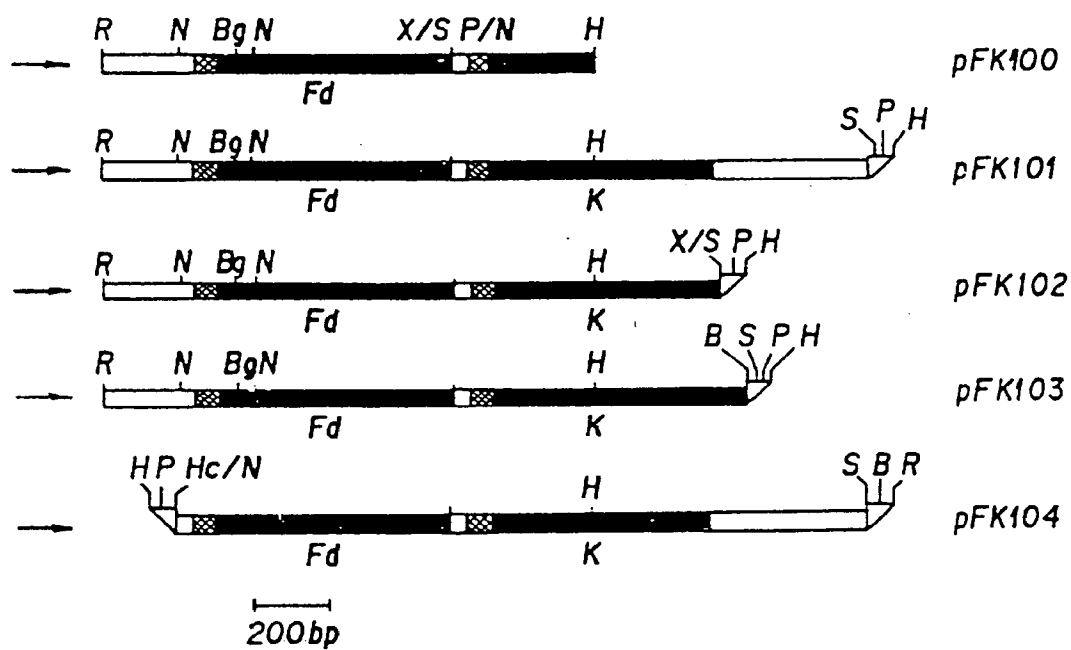 R N Bg N X/S P/N H
pFK100
Fd
R N Bg N H S P H
pFK101
Fd K
R N Bg N H X/S P H
pFK102
Fd K
R N BgN H B S P H
pFK103
Fd K
H P Hc/N H S B R
pFK104
Fd K
200bp